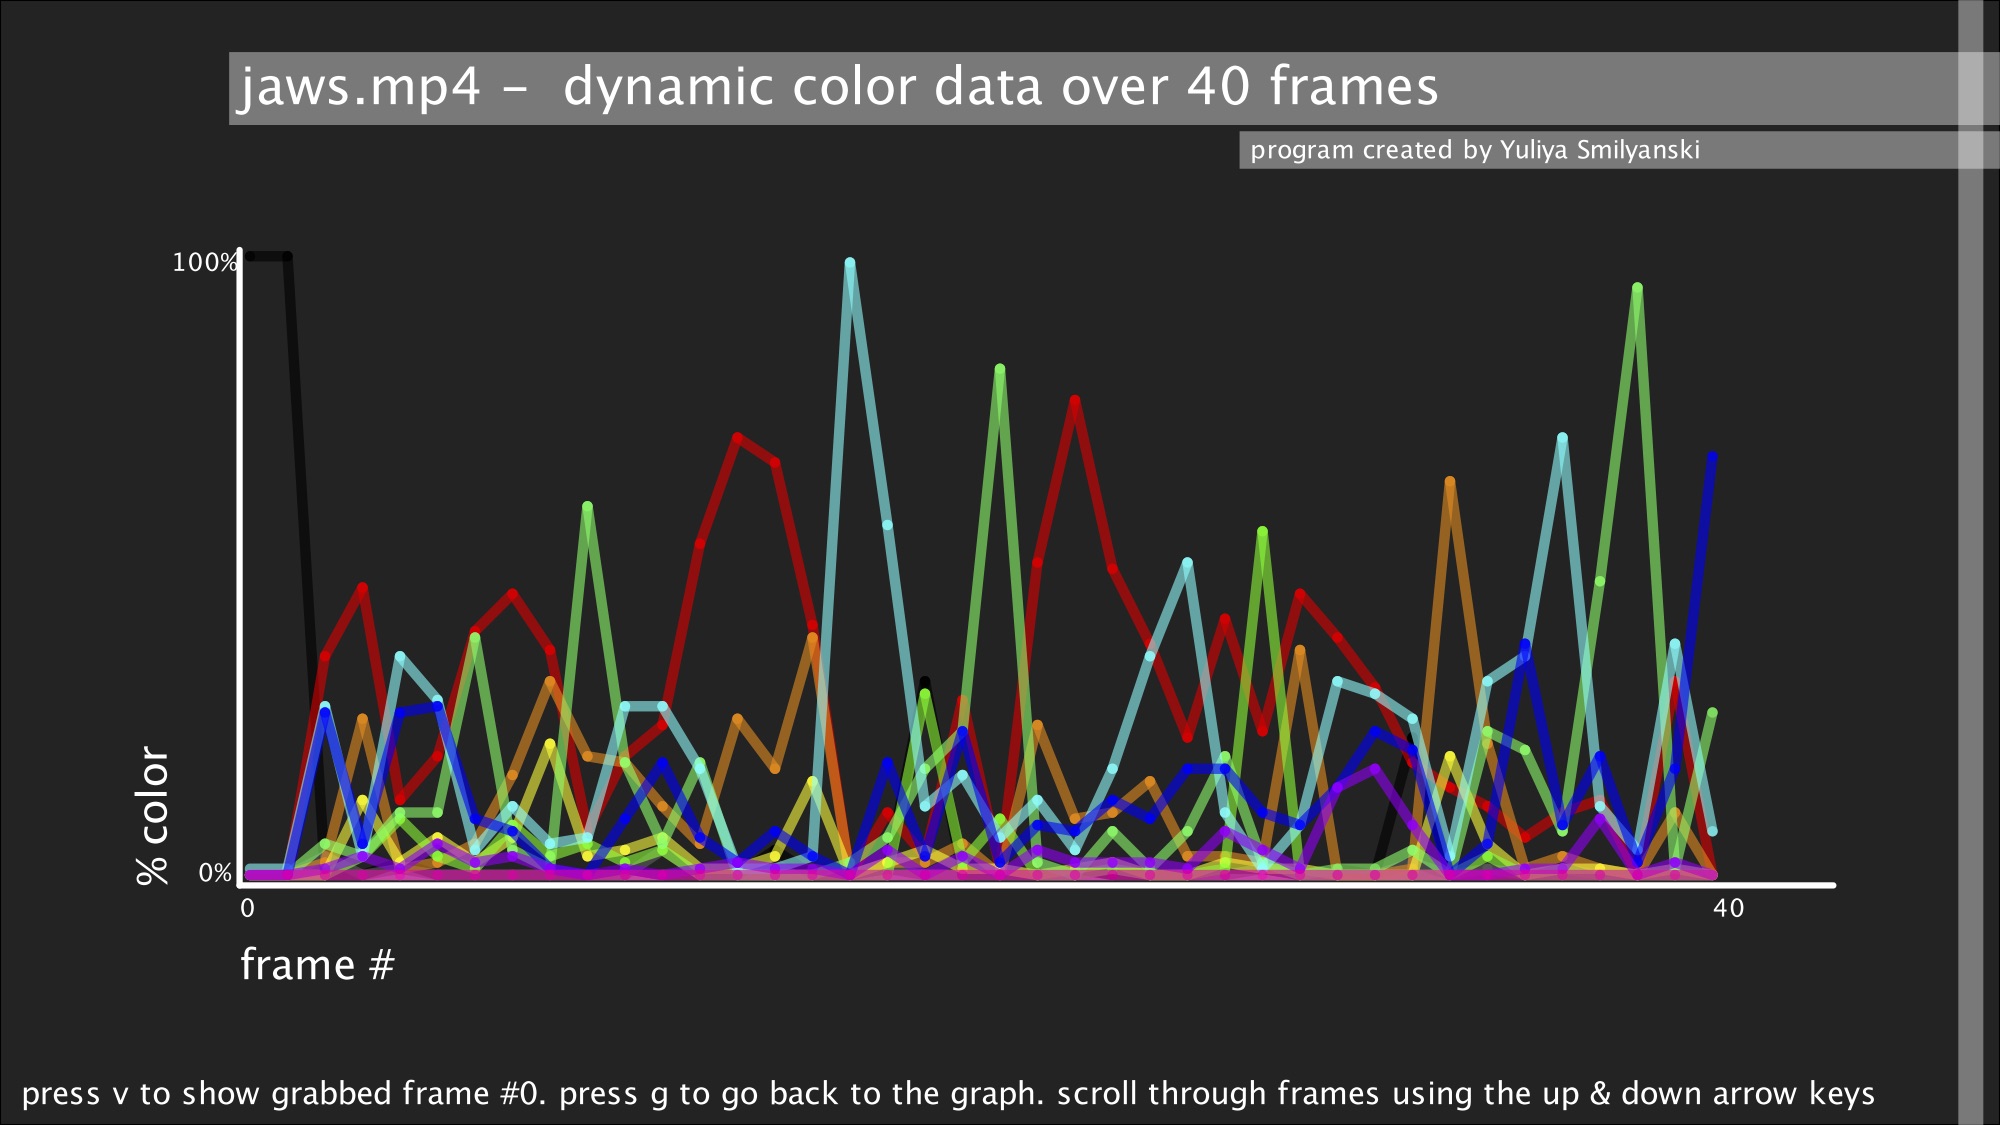 jaws.mp4 - dynamic color data over 40 frames
program created by Yuliya Smilyanski
100%
% color
0%
0
40
frame #
press v to show grabbed frame #0. press g to go back to the graph. scroll through frames using the up & down arrow keys